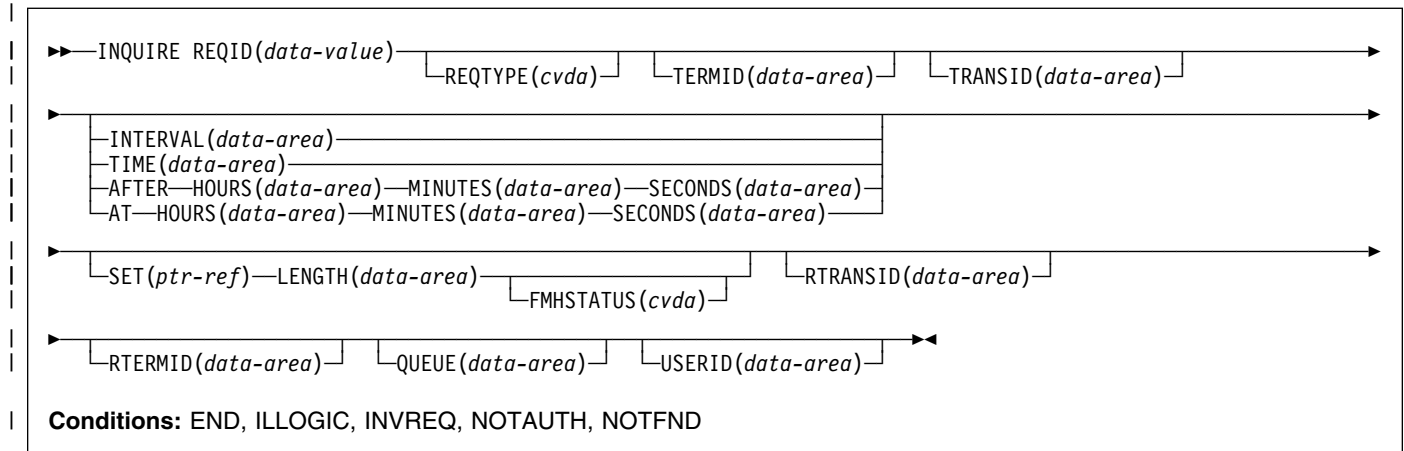 INQUIRE REQID(data-value)
REQTYPE(cvda) TERMID(data-area) TRANSID(data-area)
INTERVAL(data-area)
TIME(data-area)
AFTER HOURS(data-area) MINUTES(data-area) SECONDS(data-area)
AT HOURS(data-area) MINUTES(data-area) SECONDS(data-area)
SET(ptr-ref) LENGTH(data-area) RTRANSID(data-area)
FMHSTATUS(cvda)
RTERMID(data-area) QUEUE(data-area) USERID(data-area)
Conditions: END, ILLOGIC, INVREQ, NOTAUTH, NOTFND